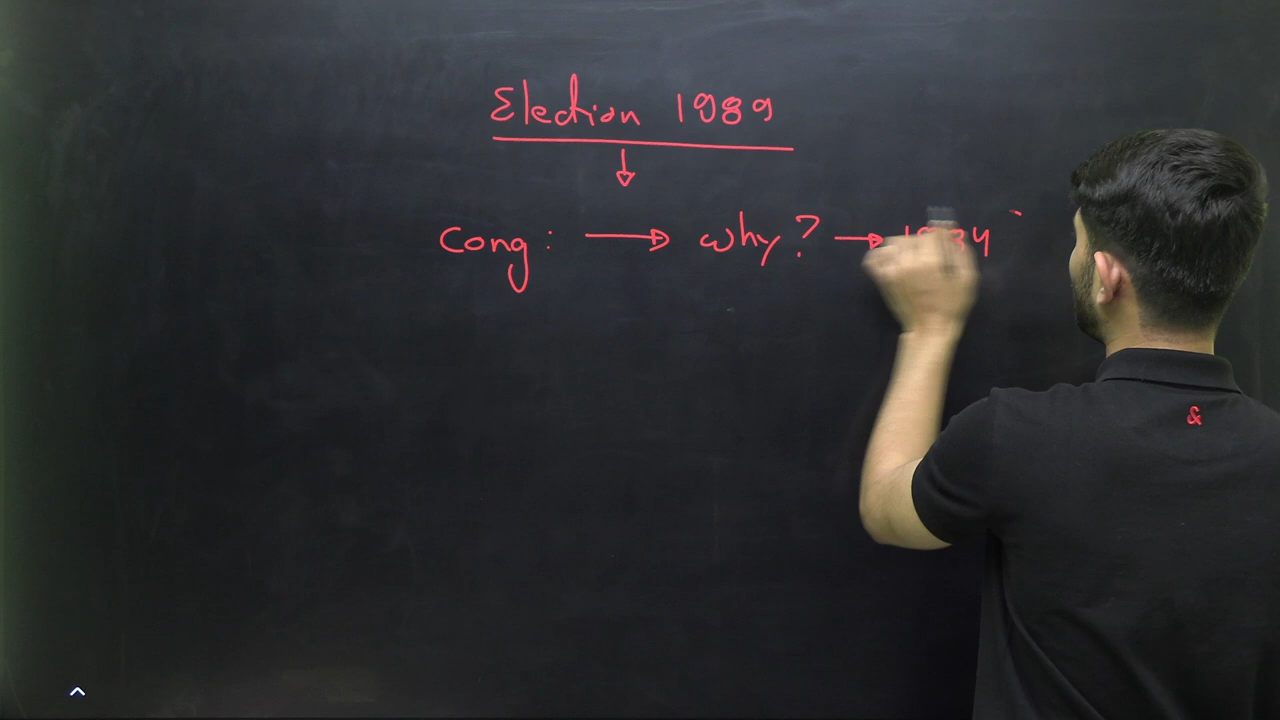 Election 1989
↓
Cong: → why? →
&